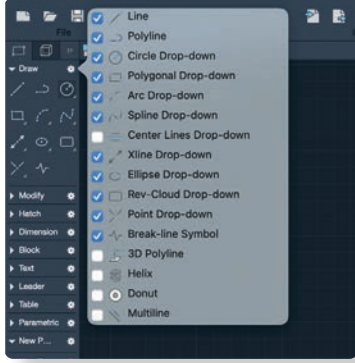 File
Line
Polyline
Circle Drop-down
Polygonal Drop-down
Arc Drop-down
Spline Drop-down
Center Lines Drop-down
Xline Drop-down
Ellipse Drop-down
Rev-Cloud Drop-down
Point Drop-down
Break-line Symbol
3D Polyline
Helix
Donut
Multiline
Draw
Modify
Hatch
Dimension
Block
Text
Leader
Table
Parametric
New P...